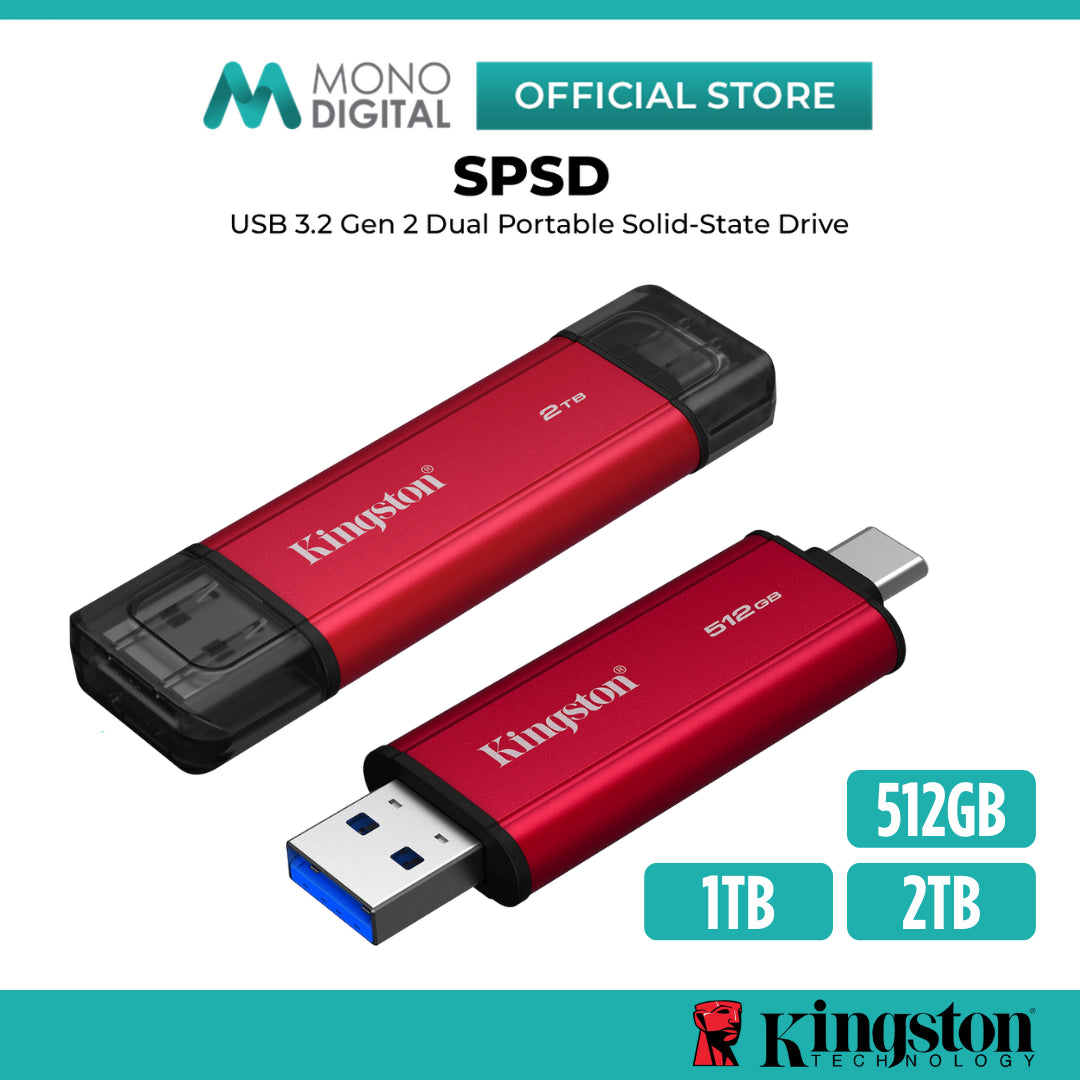 MONO
DIGITAL
OFFICIAL STORE
SPSD
USB 3.2 Gen 2 Dual Portable Solid-State Drive
2TB
Kingston®
512GB
Kingston®
512GB
1TB
2TB
Kingston
TECHNOLOGY